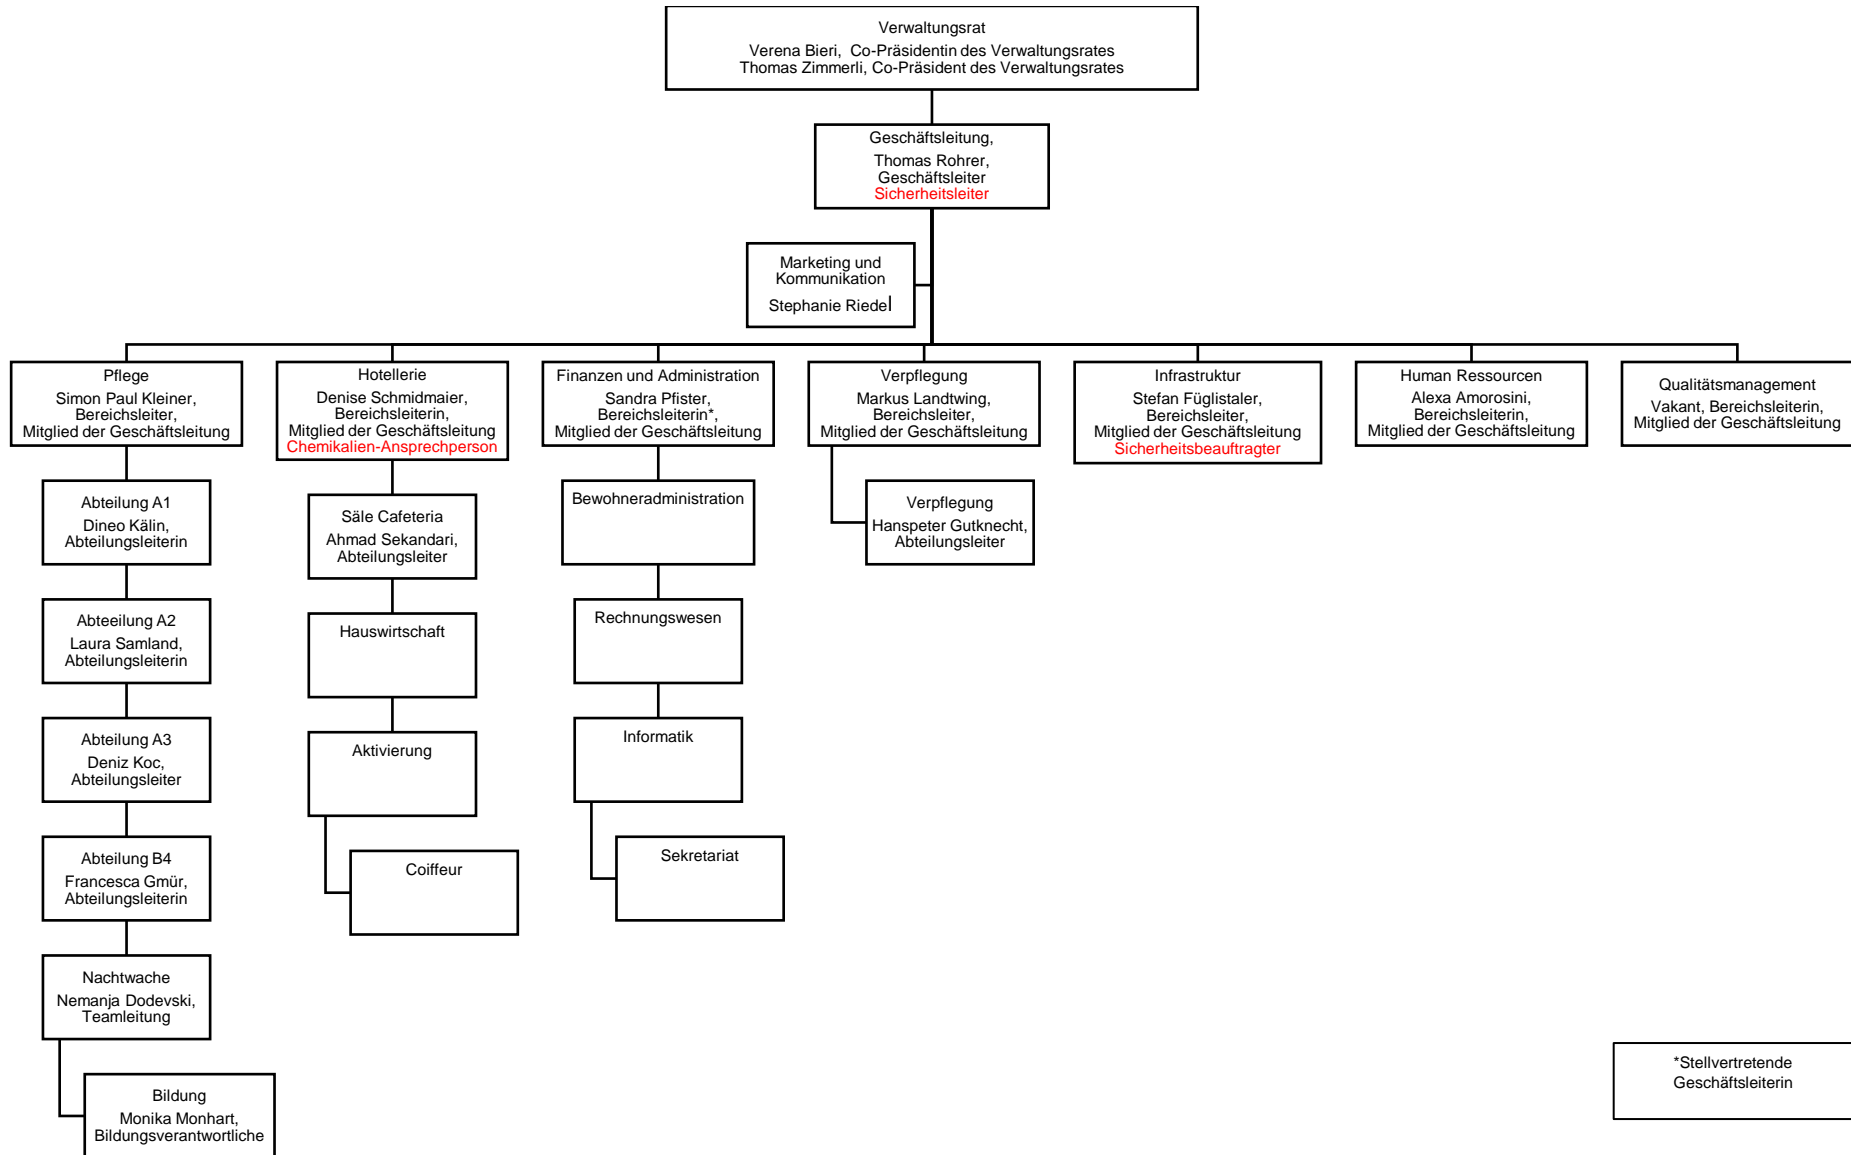 Verwaltungsrat
Verena Bieri, Co-Präsidentin des Verwaltungsrates
Thomas Zimmerli, Co-Präsident des Verwaltungsrates
Geschäftsleitung,
Thomas Rohrer,
Geschäftsleiter
Sicherheitsleiter
Marketing und
Kommunikation
Stephanie Riedel
Pflege
Simon Paul Kleiner,
Bereichsleiter,
Mitglied der Geschäftsleitung
Hotellerie
Denise Schmidmaier,
Bereichsleiterin,
Mitglied der Geschäftsleitung
Chemikalien-Ansprechperson
Finanzen und Administration
Sandra Pfister,
Bereichsleiterin*,
Mitglied der Geschäftsleitung
Verpflegung
Markus Landtwing,
Bereichsleiter,
Mitglied der Geschäftsleitung
Infrastruktur
Stefan Füglistaler,
Bereichsleiter,
Mitglied der Geschäftsleitung
Sicherheitsbeauftragter
Human Ressourcen
Alexa Amorosini,
Bereichsleiterin,
Mitglied der Geschäftsleitung
Qualitätsmanagement
Vakant, Bereichsleiterin,
Mitglied der Geschäftsleitung
Abteilung A1
Dineo Kälin,
Abteilungsleiterin
Abteeilung A2
Laura Samland,
Abteilungsleiterin
Abteilung A3
Deniz Koc,
Abteilungsleiter
Abteilung B4
Francesca Gmür,
Abteilungsleiterin
Nachtwache
Nemanja Dodevski,
Teamleitung
Bildung
Monika Monhart,
Bildungsverantwortliche
Säle Cafeteria
Ahmad Sekandari,
Abteilungsleiter
Hauswirtschaft
Aktivierung
Coiffeur
Bewohneradministration
Rechnungswesen
Informatik
Sekretariat
Verpflegung
Hanspeter Gutknecht,
Abteilungsleiter
*Stellvertretende
Geschäftsleiterin